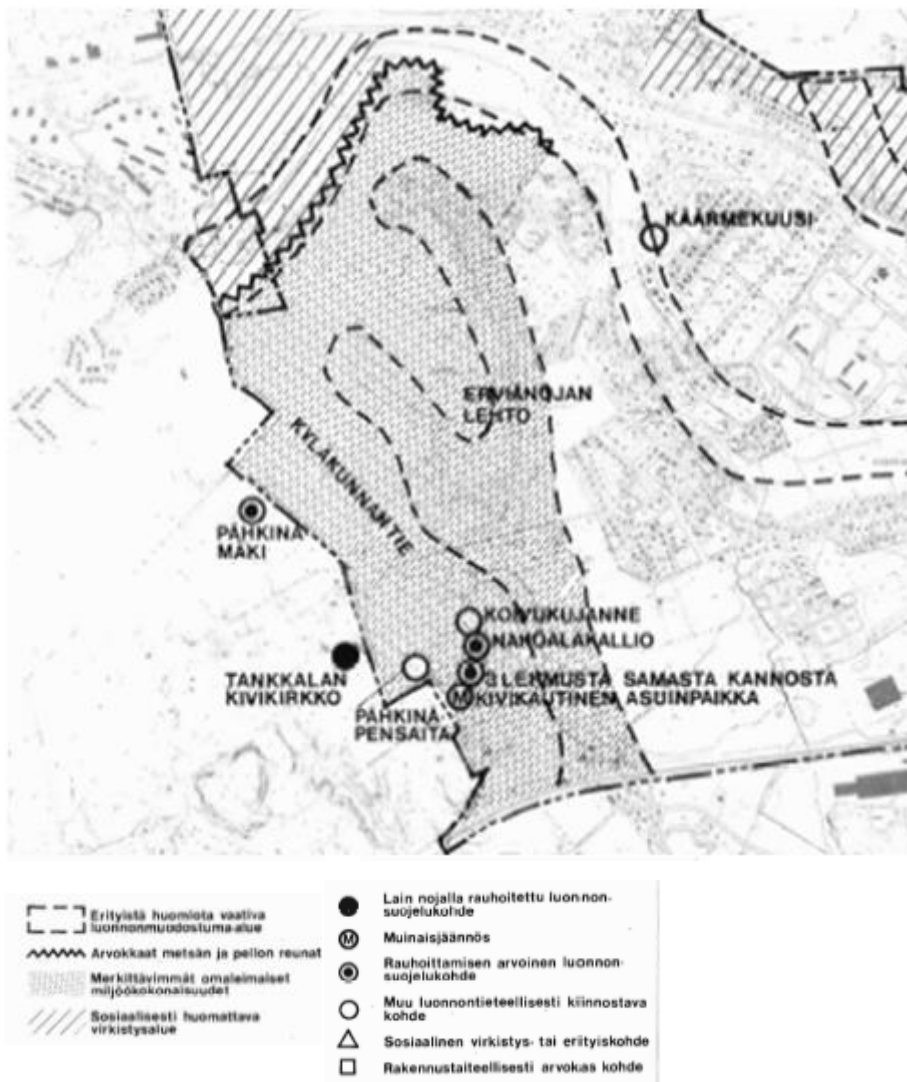 KÄÄRMEKUUSI
ERVIÄNOJAN
LEHTO
KYLÄKUNNANTIE
PÄHKINÄ
MÄKI
KOIVUKUJANNE
NÄKÖALAKALLIO
TANKKALAN
KIVIKIRKKO
3 LEHMUSTA SAMASTA KANNOSTA
M KIVIKAUTINEN ASUINPAIKKA
PÄHKINÄ-
PENSAITA
Erityistä huomiota vaativa
luonnonmuodostuma-alue
Arvokkaat metsän ja pellon reunat
Merkittävimmät omaleimaiset
miljöökokonaisuudet
Sosiaalisesti huomattava
virkistysalue
Lain nojalla rauhoitettu luonnon-
suojelukohde
M Muinaisjäännös
Rauhoittamisen arvoinen luonnon-
suojelukohde
Muu luonnontieteellisesti kiinnostava
kohde
Sosiaalinen virkistys- tai erityiskohde
Rakennustaiteellisesti arvokas kohde